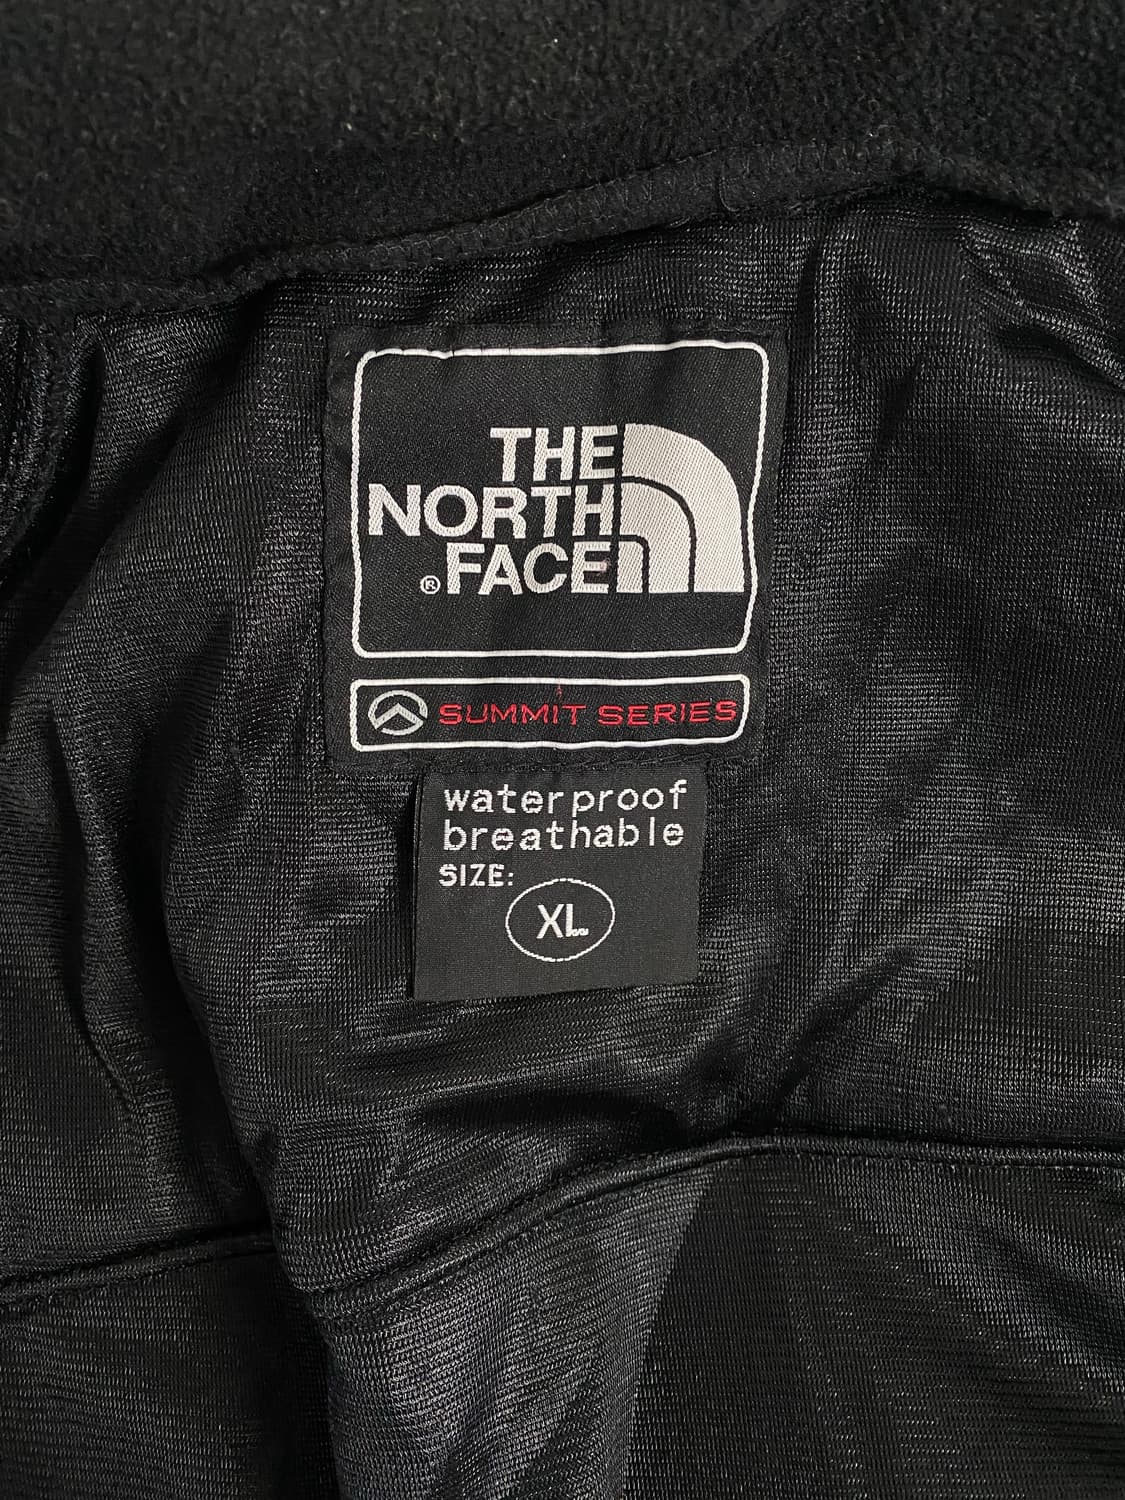 THE
NORTH
® FACE
SUMMIT SERIES
waterproof
breathable
SIZE:
XL